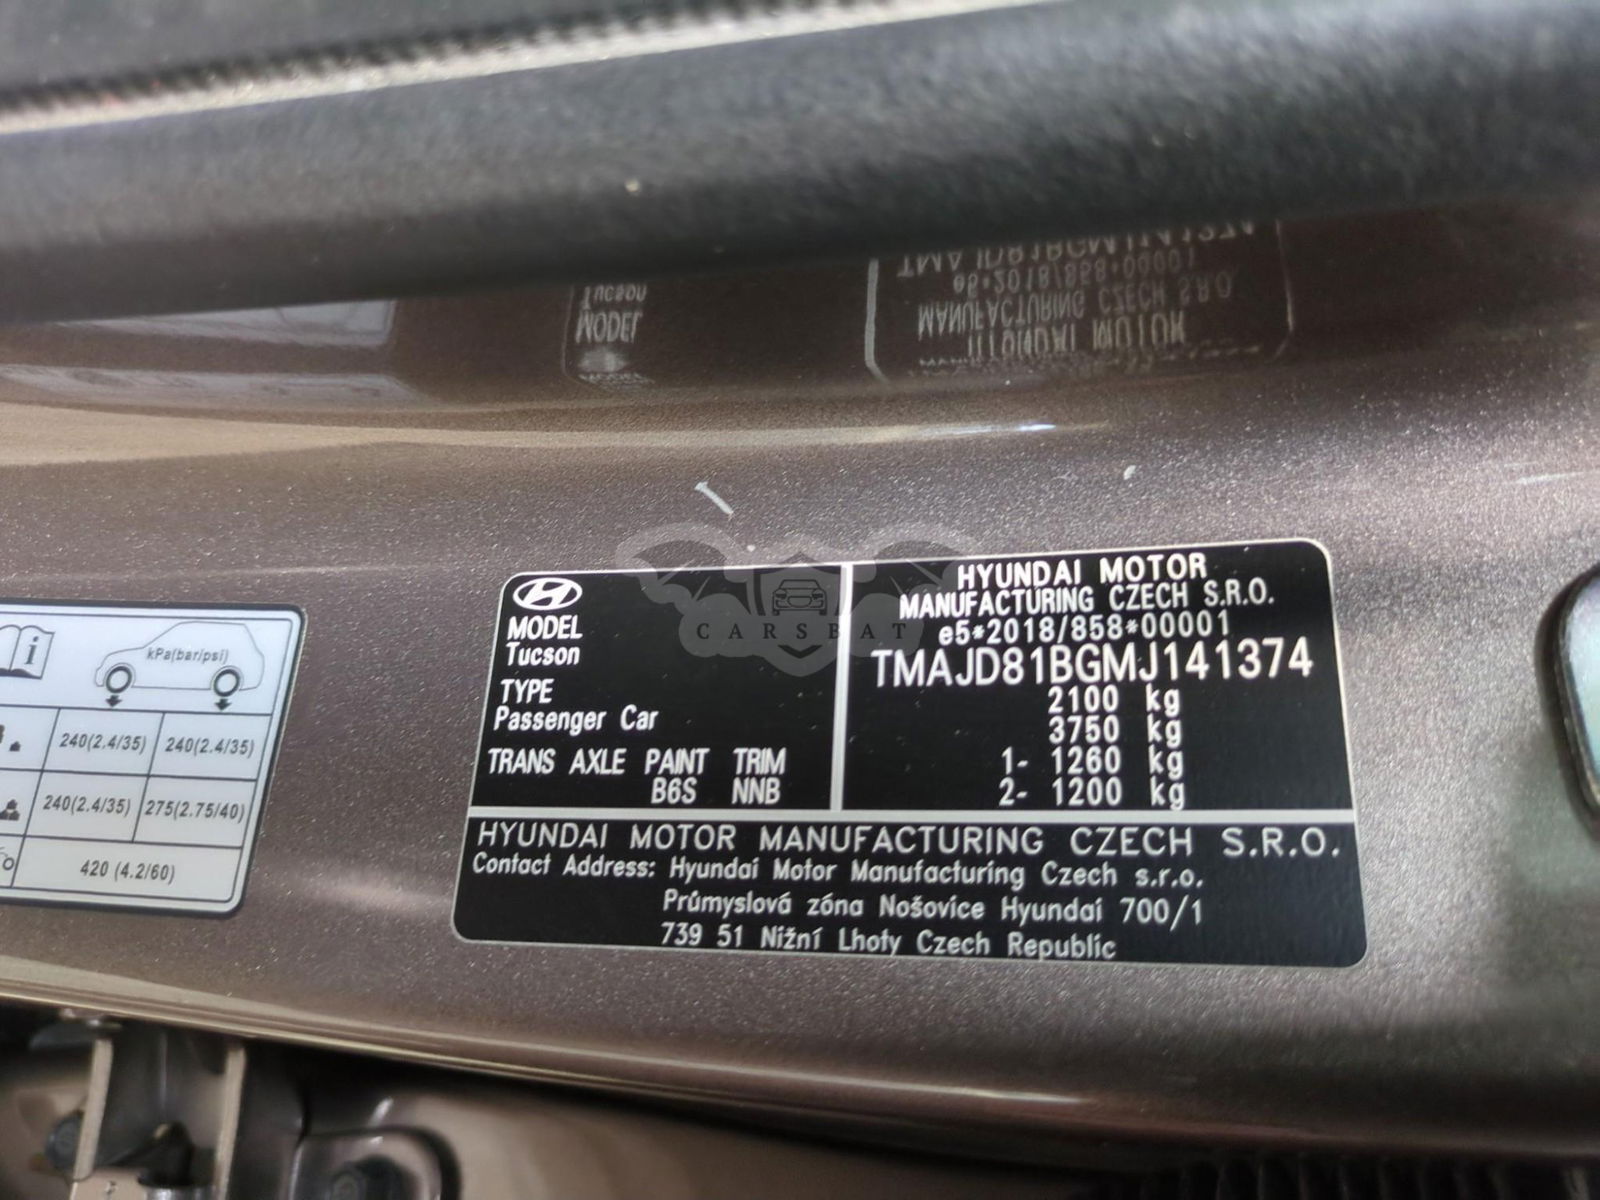 kPa(bar/psi)
240(2.4/35) 240(2.4/35)
240(2.4/35) 275(2.75/40)
420 (4.2/60)
CARSBAT
MODEL
Tucson
TYPE
Passenger Car
TRANS AXLE PAINT TRIM
B6S NNB
HYUNDAI MOTOR
MANUFACTURING CZECH S.R.O.
e5*2018/858*00001
TMAJD81BGMJ141374
2100 kg
3750 kg
1- 1260 kg
2- 1200 kg
HYUNDAI MOTOR MANUFACTURING CZECH S.R.O.
Contact Address: Hyundai Motor Manufacturing Czech s.r.o.
Průmyslová zóna Nošovice Hyundai 700/1
739 51 Nižní Lhoty Czech Republic